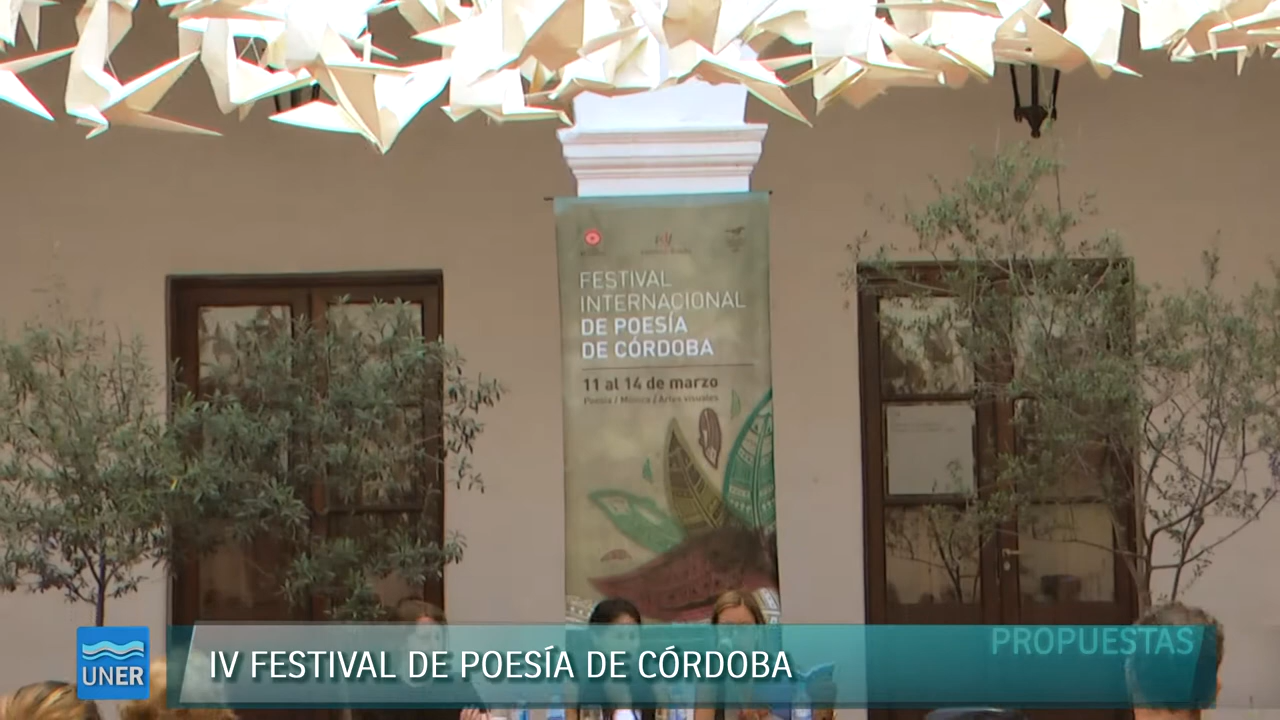 FESTIVAL
INTERNACIONAL
DE POESÍA
DE CÓRDOBA
11 al 14 de marzo
Poesía / Música / Artes visuales
PROPUESTAS
IV FESTIVAL DE POESÍA DE CÓRDOBA
UNER